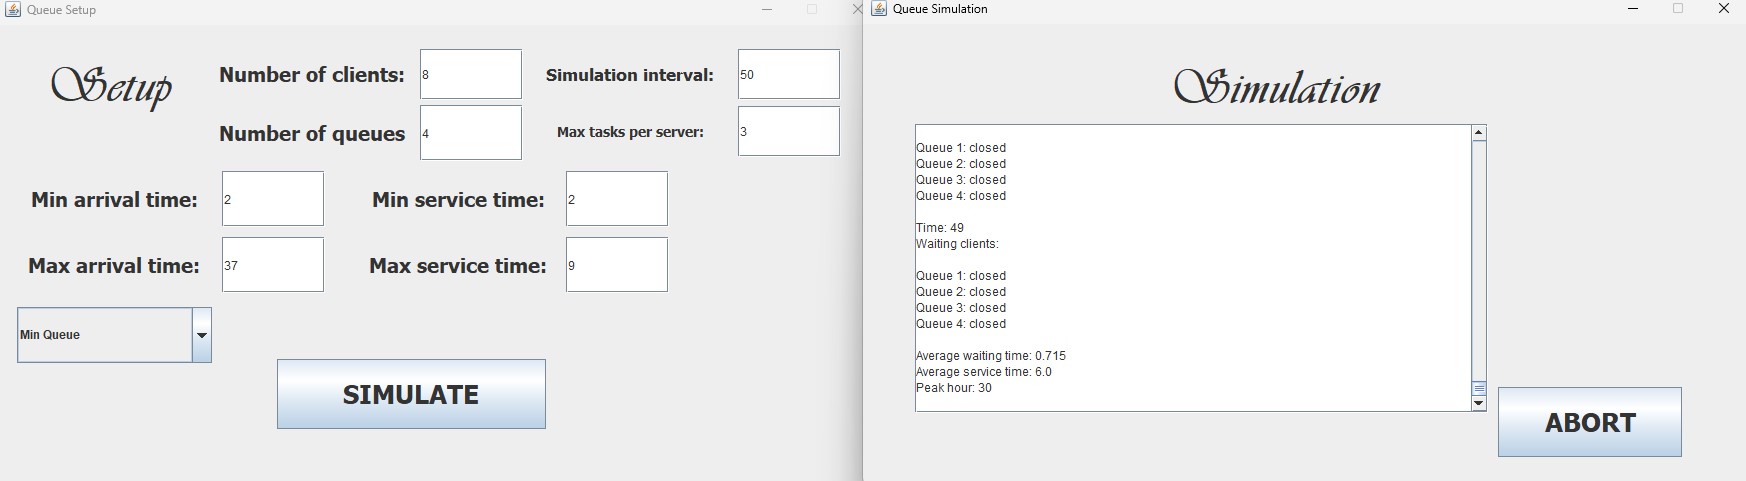 Queue Setup
Setup
Number of clients: 8
Simulation interval: 50
Number of queues 4
Max tasks per server: 3
Min arrival time: 2
Min service time: 2
Max arrival time: 37
Max service time: 9
Min Queue
SIMULATE
Queue Simulation
Simulation
Queue 1: closed
Queue 2: closed
Queue 3: closed
Queue 4: closed
Time: 49
Waiting clients:
Queue 1: closed
Queue 2: closed
Queue 3: closed
Queue 4: closed
Average waiting time: 0.715
Average service time: 6.0
Peak hour: 30
ABORT